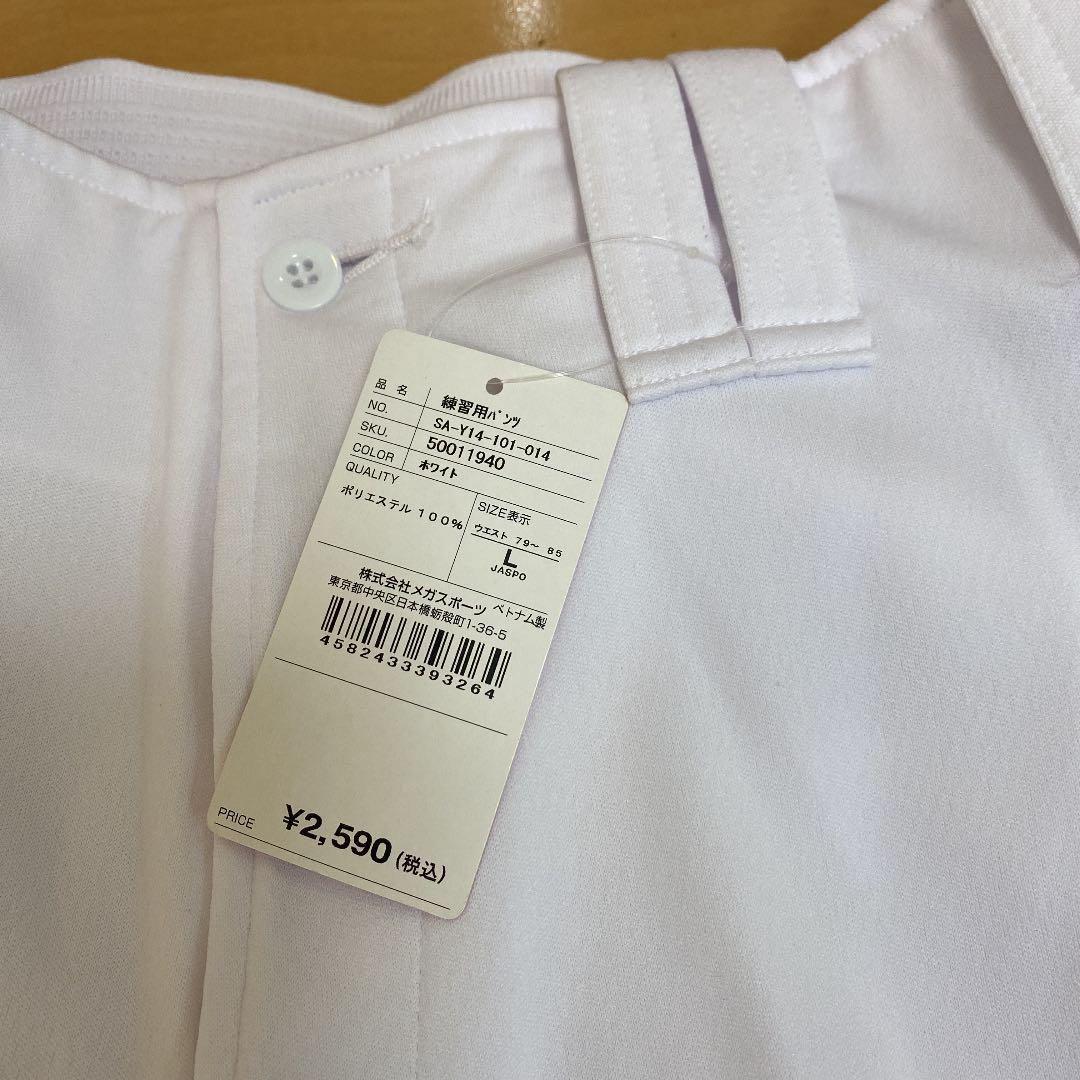 品 名 練習用ﾊﾟﾝﾂ
NO. SA-Y14-101-014
SKU. 50011940
COLOR ホワイト
QUALITY
ポリエステル 100%
SIZE表示
ウエスト 79～ 85
L
JASPO
株式会社メガスポーツ ベトナム製
東京都中央区日本橋蛎殻町1-36-5
4582433393264
PRICE ¥2,590(税込)